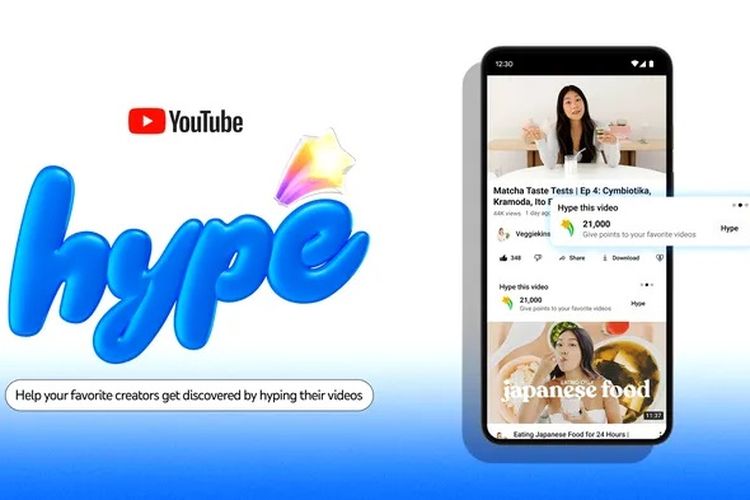 YouTube
hype
Help your favorite creators get discovered by hyping their videos
12:30
Matcha Taste Tests | Ep 4: Cymbiotika,
Kramoda, Ito
44K views 1 day ago
Veggiekins
Hype this video
21,000
Give points to your favorite videos
Hype
348
Share
Download
Hype this video
21,000
Give points to your favorite videos
Hype
japanese food
11:37
Eating Japanese Food for 24 Hours |